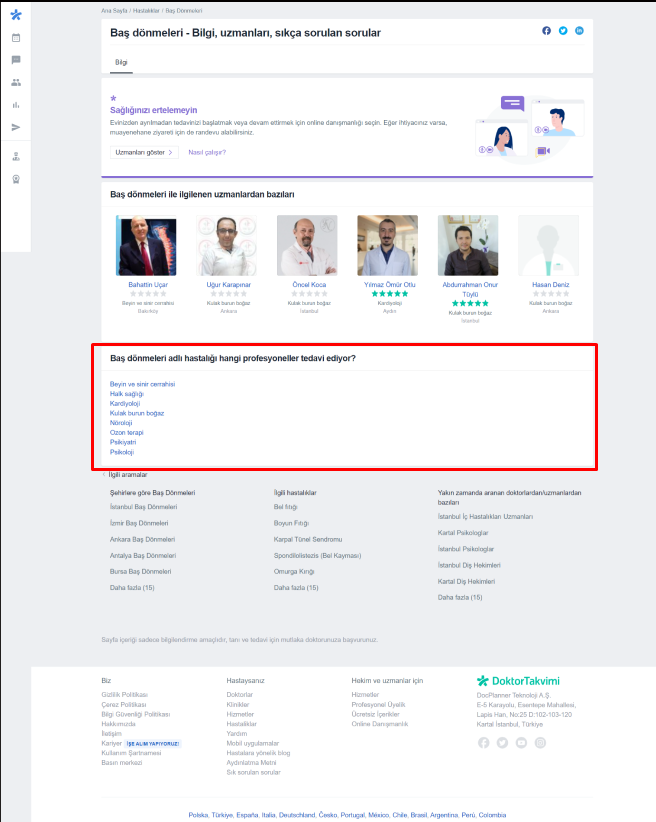 Ana Sayfa / Hastalıklar / Baş Dönmeleri
Baş dönmeleri - Bilgi, uzmanları, sıkça sorulan sorular
Bilgi
Sağlığınızı ertelemeyin
Evinizden ayrılmadan tedavinizi başlatmak veya devam ettirmek için online danışmanlığı seçin. Eğer ihtiyacınız varsa,
muayenehane ziyareti için de randevu alabilirsiniz.
Uzmanları göster >
Nasıl çalışır?
Baş dönmeleri ile ilgilenen uzmanlardan bazıları
Bahattin Uçar
Beyin ve sinir cerrahisi
Bakırköy
Uğur Karapınar
Kulak burun boğaz
Ankara
Öncel Koca
Kulak burun boğaz
İstanbul
Yılmaz Ömür Otlu
Kardiyoloji
Aydın
Abdurrahman Onur
Tüylü
Kulak burun boğaz
İstanbul
Hasan Deniz
Kulak burun boğaz
Ankara
Baş dönmeleri adlı hastalığı hangi profesyoneller tedavi ediyor?
Beyin ve sinir cerrahisi
Halk sağlığı
Kardiyoloji
Kulak burun boğaz
Nöroloji
Ozon terapi
Psikiyatri
Psikoloji
İlgili aramalar
Şehirlere göre Baş Dönmeleri
İstanbul Baş Dönmeleri
İzmir Baş Dönmeleri
Ankara Baş Dönmeleri
Antalya Baş Dönmeleri
Bursa Baş Dönmeleri
Daha fazla (15)
İlgili hastalıklar
Bel fıtığı
Boyun Fıtığı
Karpal Tünel Sendromu
Spondilolistezis (Bel Kayması)
Omurga Kırığı
Daha fazla (15)
Yakın zamanda aranan doktorlardan/uzmanlardan
bazıları
İstanbul İç Hastalıkları Uzmanları
Kartal Psikologlar
İstanbul Psikologlar
İstanbul Diş Hekimleri
Kartal Diş Hekimleri
Daha fazla (15)
Sayfa içeriği sadece bilgilendirme amaçlıdır, tanı ve tedavi için mutlaka doktorunuza başvurunuz.
Biz
Gizlilik Politikası
Çerez Politikası
Bilgi Güvenliği Politikası
Hakkımızda
İletişim
Kariyer İŞE ALIM YAPIYORUZ!
Kullanım Şartnamesi
Basın merkezi
Hastaysanız
Doktorlar
Klinikler
Hizmetler
Hastalıklar
Yardım
Mobil uygulamalar
Hastalara yönelik blog
Aydınlatma Metni
Sık sorulan sorular
Hekim ve uzmanlar için
Hizmetler
Profesyonel Üyelik
Ücretsiz İçerikler
Online Danışmanlık
DoktorTakvimi
DocPlanner Teknoloji A.Ş.
E-5 Karayolu, Esentepe Mahallesi,
Lapis Han, No:25 D:102-103-120
Kartal İstanbul, Türkiye
Polska, Türkiye, España, Italia, Deutschland, Česko, Portugal, México, Chile, Brasil, Argentina, Perú, Colombia